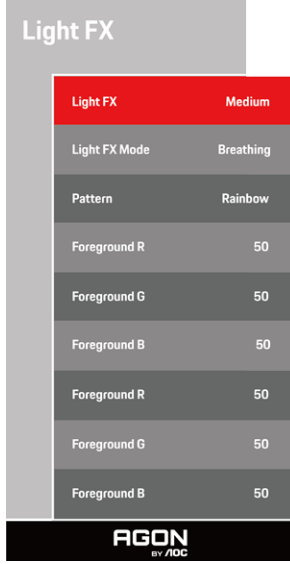 Light FX
Light FX Medium
Light FX Mode Breathing
Pattern Rainbow
Foreground R 50
Foreground G 50
Foreground B 50
Foreground R 50
Foreground G 50
Foreground B 50
AGON
BY AOC